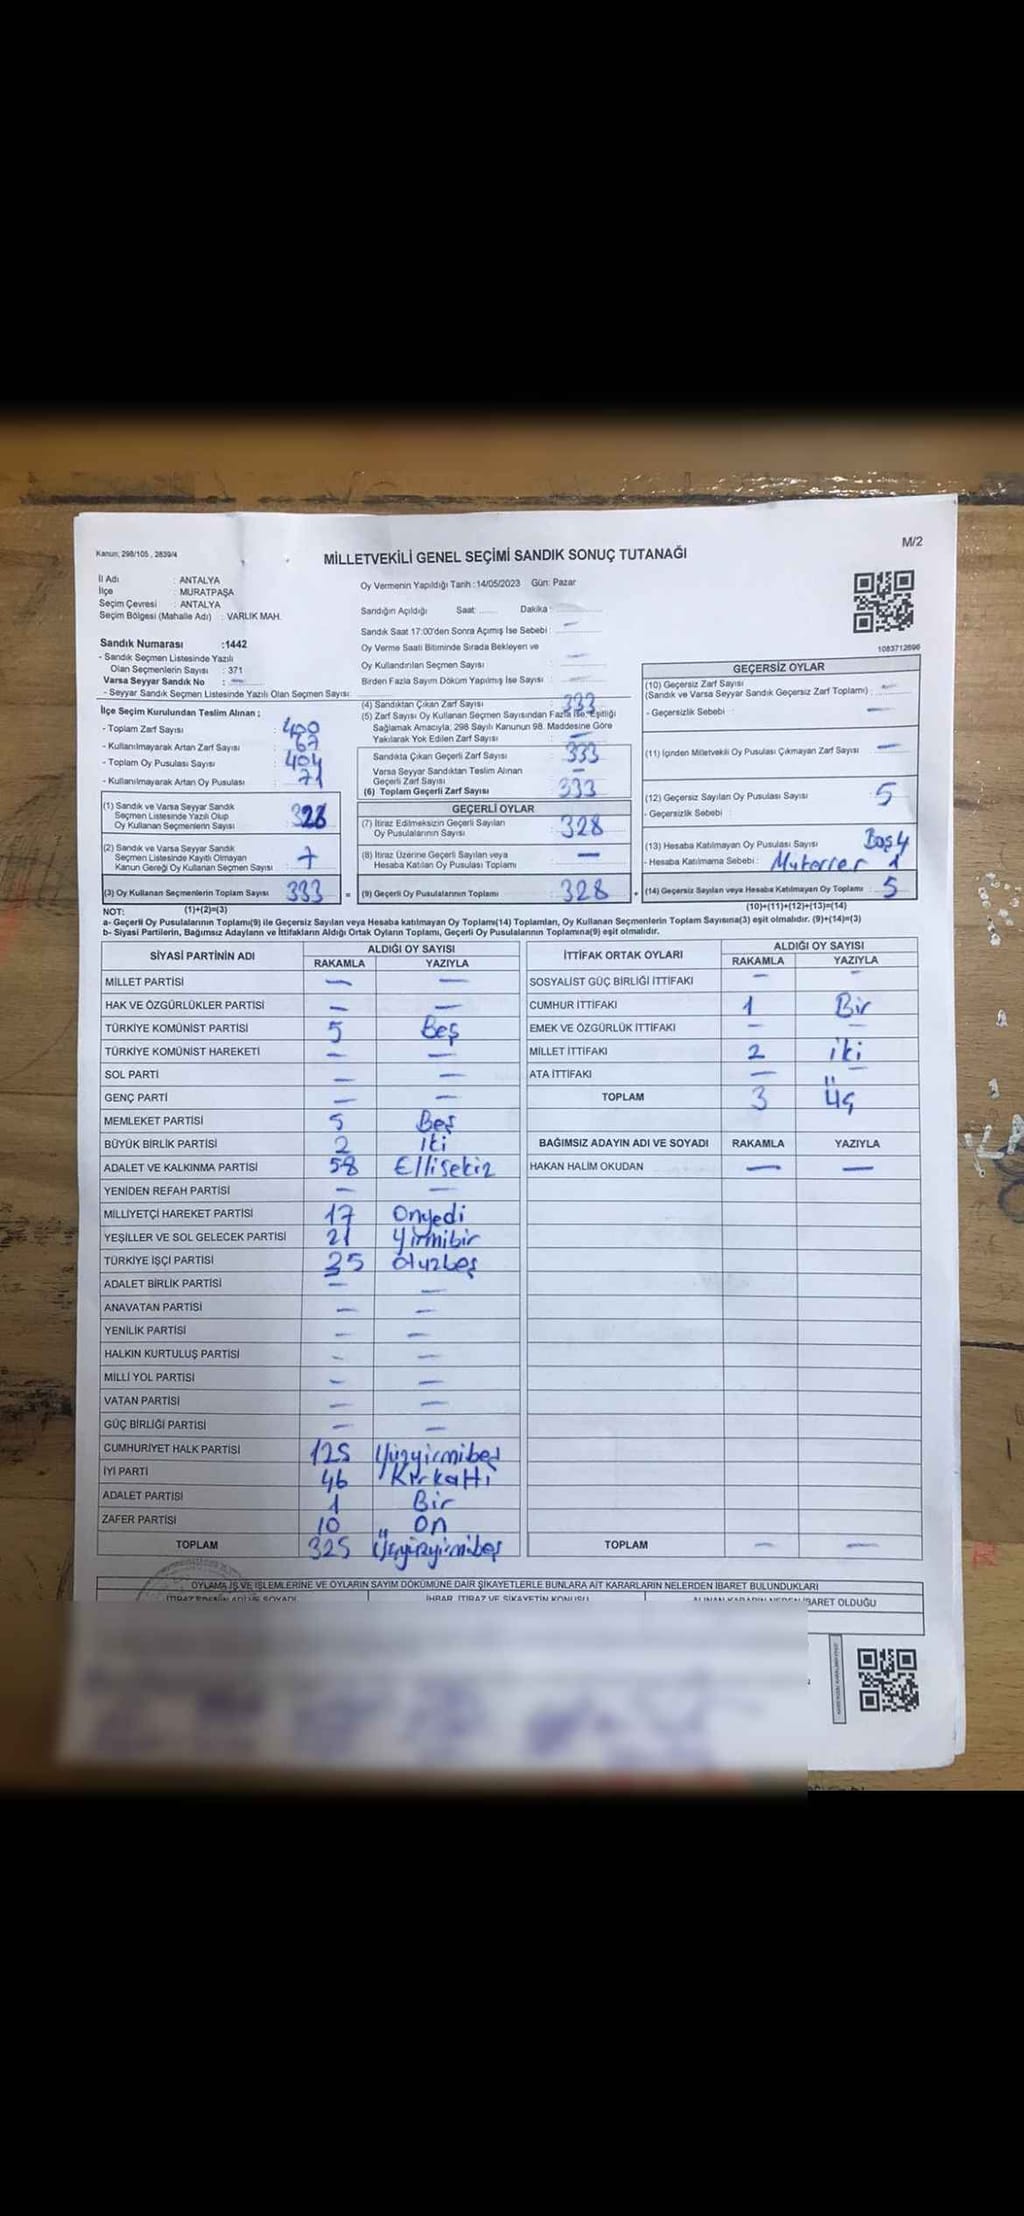 Kanun, 298/105, 2839/4
MİLLETVEKİLİ GENEL SEÇİMİ SANDIK SONUÇ TUTANAĞI
M/2
İl Adı : ANTALYA
İlçe : MURATPAŞA
Seçim Çevresi : ANTALYA
Seçim Bölgesi (Mahalle Adı) : VARLIK MAH.
Sandık Numarası :1442
- Sandık Seçmen Listesinde Yazılı
Olan Seçmenlerin Sayısı : 371
Varsa Seyyar Sandık No : —
- Seyyar Sandık Seçmen Listesinde Yazılı Olan Seçmen Sayısı:
Oy Vermenin Yapıldığı Tarih :14/05/2023 Gün: Pazar
Sandığın Açıldığı Saat: ...... Dakika :
Sandık Saat 17:00'den Sonra Açılmış İse Sebebi : —
Oy Verme Saati Bitiminde Sırada Bekleyen ve
Oy Kullandırılan Seçmen Sayısı : —
Birden Fazla Sayım Döküm Yapılmış İse Sayısı : —
1083712696
İlçe Seçim Kurulundan Teslim Alınan ;
- Toplam Zarf Sayısı : 400
- Kullanılmayarak Artan Zarf Sayısı : 67
- Toplam Oy Pusulası Sayısı : 404
- Kullanılmayarak Artan Oy Pusulası : 71
(1) Sandık ve Varsa Seyyar Sandık
Seçmen Listesinde Yazılı Olup
Oy Kullanan Seçmenlerin Sayısı : 326
(2) Sandık ve Varsa Seyyar Sandık
Seçmen Listesinde Kayıtlı Olmayan
Kanun Gereği Oy Kullanan Seçmen Sayısı : 7
(3) Oy Kullanan Seçmenlerin Toplam Sayısı : 333
(4) Sandıktan Çıkan Zarf Sayısı : 333
(5) Zarf Sayısı Oy Kullanan Seçmen Sayısından Fazla ise, Eşitliği
Sağlamak Amacıyla, 298 Sayılı Kanunun 98. Maddesine Göre
Yakılarak Yok Edilen Zarf Sayısı : —
Sandıkta Çıkan Geçerli Zarf Sayısı : 333
Varsa Seyyar Sandıktan Teslim Alınan
Geçerli Zarf Sayısı : —
(6) Toplam Geçerli Zarf Sayısı : 333
GEÇERLİ OYLAR
(7) İtiraz Edilmeksizin Geçerli Sayılan
Oy Pusulalarının Sayısı : 328
(8) İtiraz Üzerine Geçerli Sayılan veya
Hesaba Katılan Oy Pusulası Toplamı : —
= (9) Geçerli Oy Pusulalarının Toplamı : 328
GEÇERSİZ OYLAR
(10) Geçersiz Zarf Sayısı
(Sandık ve Varsa Seyyar Sandık Geçersiz Zarf Toplamı) : —
- Geçersizlik Sebebi : —
(11) İçinden Milletvekili Oy Pusulası Çıkmayan Zarf Sayısı : —
(12) Geçersiz Sayılan Oy Pusulası Sayısı : 5
- Geçersizlik Sebebi :
(13) Hesaba Katılmayan Oy Pusulası Sayısı : Boş 4
- Hesaba Katılmama Sebebi : Mükerrer 1
+ (14) Geçersiz Sayılan veya Hesaba Katılmayan Oy Toplamı : 5
NOT: (1)+(2)=(3)
(10)+(11)+(12)+(13)=(14)
a- Geçerli Oy Pusulalarının Toplamı(9) ile Geçersiz Sayılan veya Hesaba katılmayan Oy Toplam(14) Toplamları, Oy Kullanan Seçmenlerin Toplam Sayısına(3) eşit olmalıdır. (9)+(14)=(3)
b- Siyasi Partilerin, Bağımsız Adayların ve İttifakların Aldığı Ortak Oyların Toplamı, Geçerli Oy Pusulalarının Toplamına(9) eşit olmalıdır.
SİYASİ PARTİNİN ADI ALDIĞI OY SAYISI
RAKAMLA YAZIYLA
MİLLET PARTİSİ — —
HAK VE ÖZGÜRLÜKLER PARTİSİ — —
TÜRKİYE KOMÜNİST PARTİSİ 5 Beş
TÜRKİYE KOMÜNİST HAREKETİ — —
SOL PARTİ — —
GENÇ PARTİ — —
MEMLEKET PARTİSİ 5 Beş
BÜYÜK BİRLİK PARTİSİ 2 İki
ADALET VE KALKINMA PARTİSİ 58 Ellisekiz
YENİDEN REFAH PARTİSİ — —
MİLLİYETÇİ HAREKET PARTİSİ 17 Onyedi
YEŞİLLER VE SOL GELECEK PARTİSİ 21 Yirmibir
TÜRKİYE İŞÇİ PARTİSİ 35 Otuzbeş
ADALET BİRLİK PARTİSİ — —
ANAVATAN PARTİSİ — —
YENİLİK PARTİSİ — —
HALKIN KURTULUŞ PARTİSİ — —
MİLLİ YOL PARTİSİ — —
VATAN PARTİSİ — —
GÜÇ BİRLİĞİ PARTİSİ — —
CUMHURİYET HALK PARTİSİ 125 Yüzyirmibeş
İYİ PARTİ 46 Kırkaltı
ADALET PARTİSİ 1 Bir
ZAFER PARTİSİ 10 On
TOPLAM 325 Üçyüzyirmibeş
İTTİFAK ORTAK OYLARI ALDIĞI OY SAYISI
RAKAMLA YAZIYLA
SOSYALİST GÜÇ BİRLİĞİ İTTİFAKI — —
CUMHUR İTTİFAKI 1 Bir
EMEK VE ÖZGÜRLÜK İTTİFAKI — —
MİLLET İTTİFAKI 2 iki
ATA İTTİFAKI — —
TOPLAM 3 Üç
BAĞIMSIZ ADAYIN ADI VE SOYADI RAKAMLA YAZIYLA
HAKAN HALİM OKUDAN — —
TOPLAM — —
OYLAMA İŞ VE İŞLEMLERİNE VE OYLARIN SAYIM DÖKÜMÜNE DAİR ŞİKAYETLERLE BUNLARA AİT KARARLARIN NELERDEN İBARET BULUNDUKLARI
İTİRAZ EDENİN ADI VE SOYADI İHBAR, İTİRAZ VE ŞİKAYETİN KONUSU ALINAN KARARIN NEDEN İBARET OLDUĞU